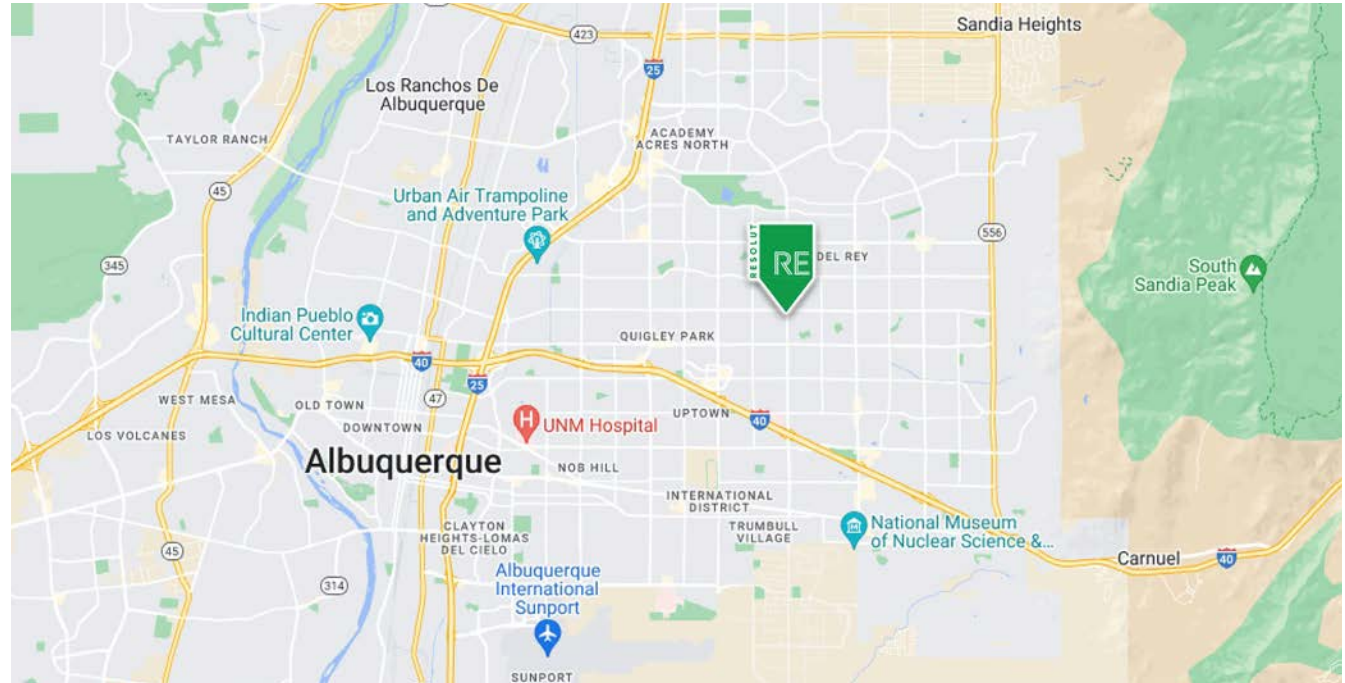 423
Sandia Heights
25
Los Ranchos De
Albuquerque
TAYLOR RANCH
ACADEMY
ACRES NORTH
45
Urban Air Trampoline
and Adventure Park
RESOLUT
RE
DEL REY
556
345
South
Sandia Peak
Indian Pueblo
Cultural Center
QUIGLEY PARK
40
25
47
WEST MESA
OLD TOWN
UPTOWN
40
LOS VOLCANES
DOWNTOWN
UNM Hospital
H
Albuquerque
NOB HILL
INTERNATIONAL
DISTRICT
CLAYTON
HEIGHTS-LOMAS
DEL CIELO
TRUMBULL
VILLAGE
National Museum
of Nuclear Science &...
45
Carnuel
40
314
Albuquerque
International
Sunport
SUNPORT